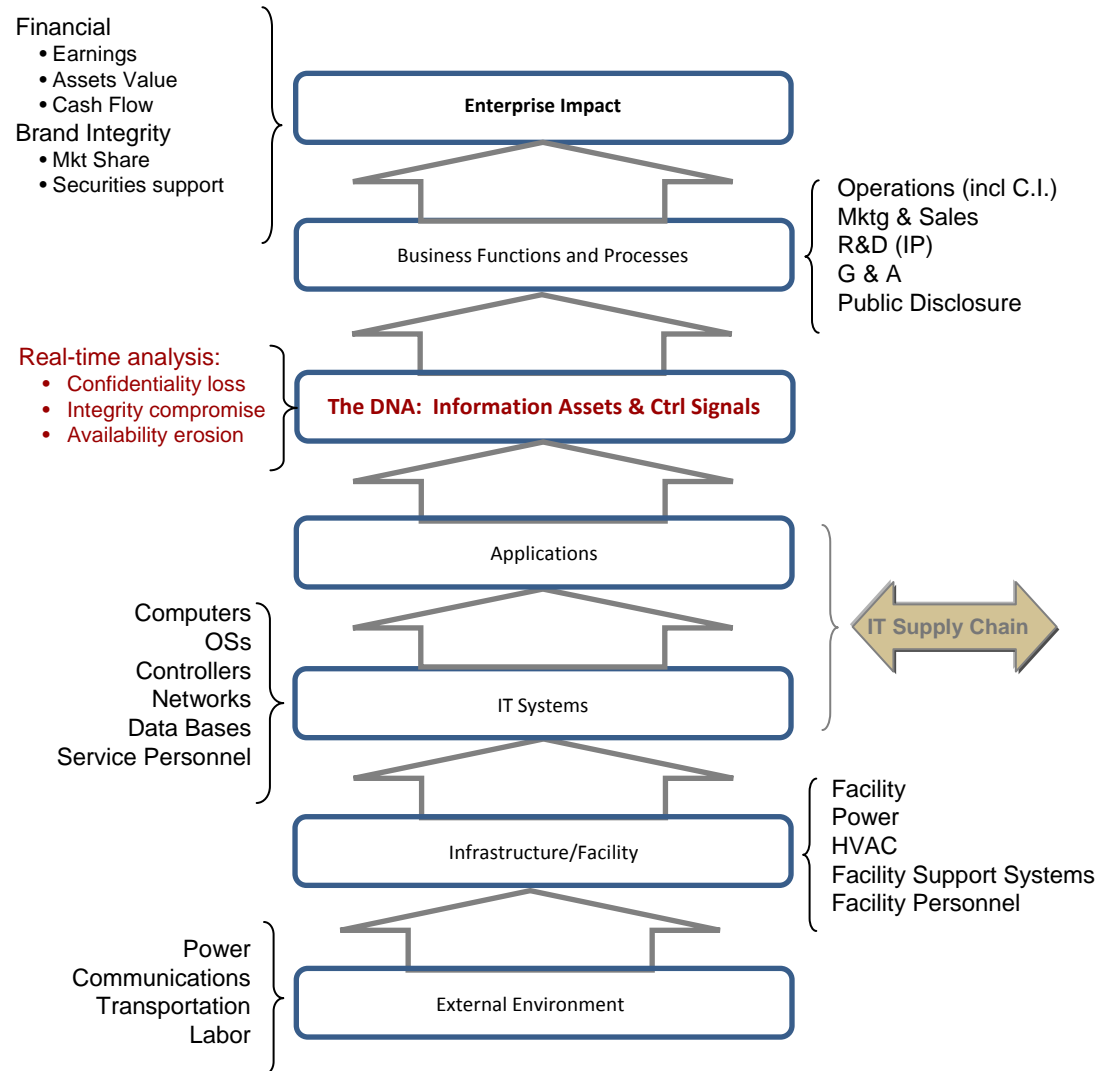 Financial
• Earnings
• Assets Value
• Cash Flow
Brand Integrity
• Mkt Share
• Securities support
Enterprise Impact
Operations (incl C.I.)
Mktg & Sales
R&D (IP)
G & A
Public Disclosure
Business Functions and Processes
Real-time analysis:
• Confidentiality loss
• Integrity compromise
• Availability erosion
The DNA: Information Assets & Ctrl Signals
Applications
IT Supply Chain
Computers
OSs
Controllers
Networks
Data Bases
Service Personnel
IT Systems
Infrastructure/Facility
Facility
Power
HVAC
Facility Support Systems
Facility Personnel
Power
Communications
Transportation
Labor
External Environment